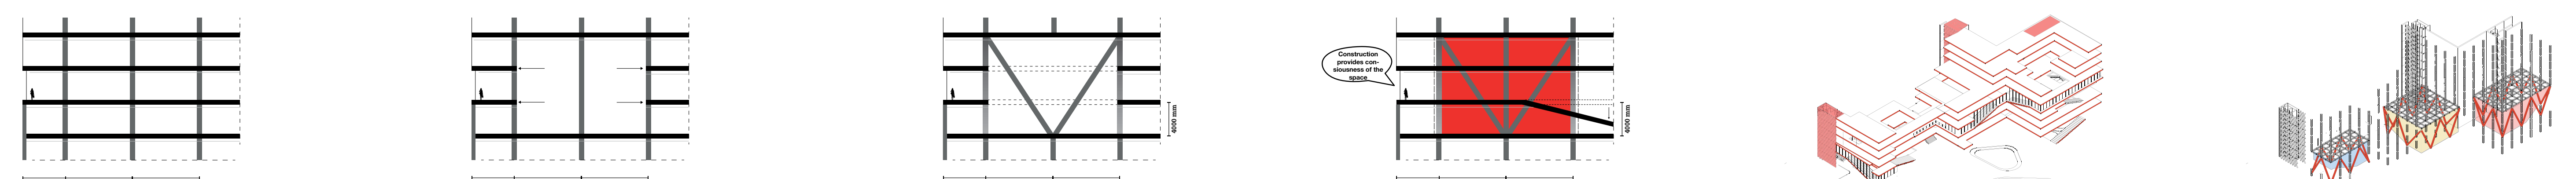 Construction
provides con-
siousness of the
space
4000 mm
4000 mm